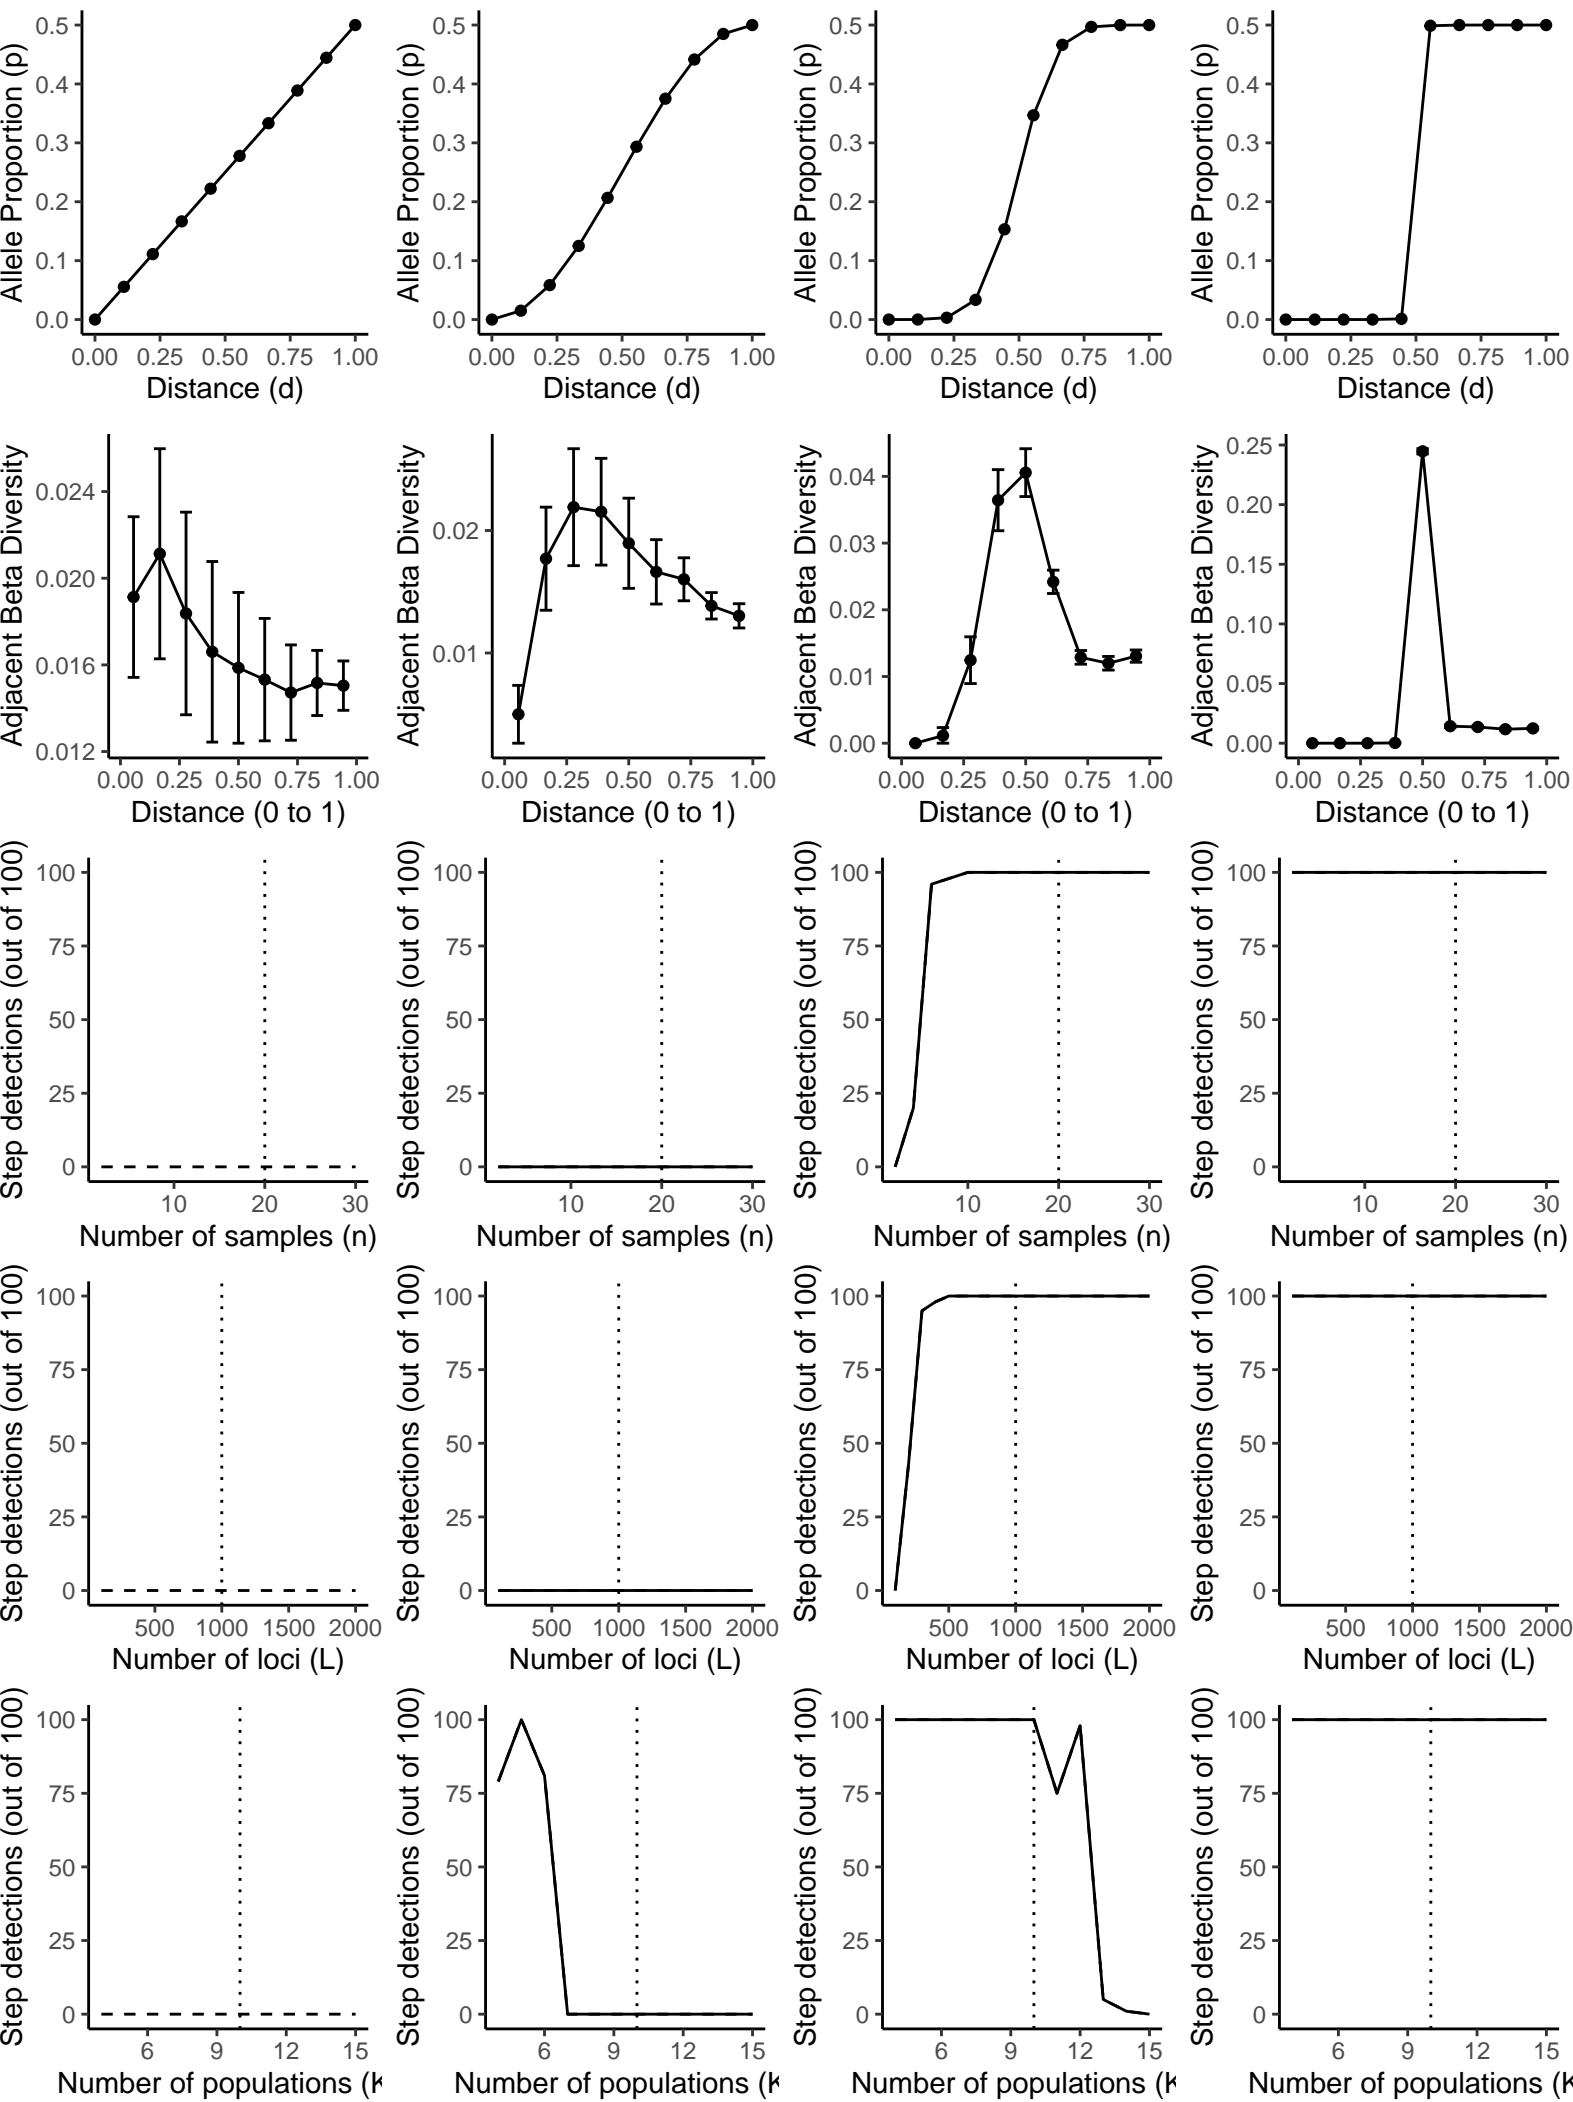 Allele Proportion (p)
0.5
0.4
0.3
0.2
0.1
0.0
0.00 0.25 0.50 0.75 1.00
Distance (d)
Allele Proportion (p)
0.5
0.4
0.3
0.2
0.1
0.0
0.00 0.25 0.50 0.75 1.00
Distance (d)
Allele Proportion (p)
0.5
0.4
0.3
0.2
0.1
0.0
0.00 0.25 0.50 0.75 1.00
Distance (d)
Allele Proportion (p)
0.5
0.4
0.3
0.2
0.1
0.0
0.00 0.25 0.50 0.75 1.00
Distance (d)
Adjacent Beta Diversity
0.024
0.020
0.016
0.012
0.00 0.25 0.50 0.75 1.00
Distance (0 to 1)
Adjacent Beta Diversity
0.02
0.01
0.00 0.25 0.50 0.75 1.00
Distance (0 to 1)
Adjacent Beta Diversity
0.04
0.03
0.02
0.01
0.00
0.00 0.25 0.50 0.75 1.00
Distance (0 to 1)
Adjacent Beta Diversity
0.25
0.20
0.15
0.10
0.05
0.00
0.00 0.25 0.50 0.75 1.00
Distance (0 to 1)
Step detections (out of 100)
100
75
50
25
0
10 20 30
Number of samples (n)
Step detections (out of 100)
100
75
50
25
0
10 20 30
Number of samples (n)
Step detections (out of 100)
100
75
50
25
0
10 20 30
Number of samples (n)
Step detections (out of 100)
100
75
50
25
0
10 20 30
Number of samples (n)
Step detections (out of 100)
100
75
50
25
0
500 1000 1500 2000
Number of loci (L)
Step detections (out of 100)
100
75
50
25
0
500 1000 1500 2000
Number of loci (L)
Step detections (out of 100)
100
75
50
25
0
500 1000 1500 2000
Number of loci (L)
Step detections (out of 100)
100
75
50
25
0
500 1000 1500 2000
Number of loci (L)
Step detections (out of 100)
100
75
50
25
0
6 9 12 15
Number of populations (K
Step detections (out of 100)
100
75
50
25
0
6 9 12 15
Number of populations (K
Step detections (out of 100)
100
75
50
25
0
6 9 12 15
Number of populations (K
Step detections (out of 100)
100
75
50
25
0
6 9 12 15
Number of populations (K